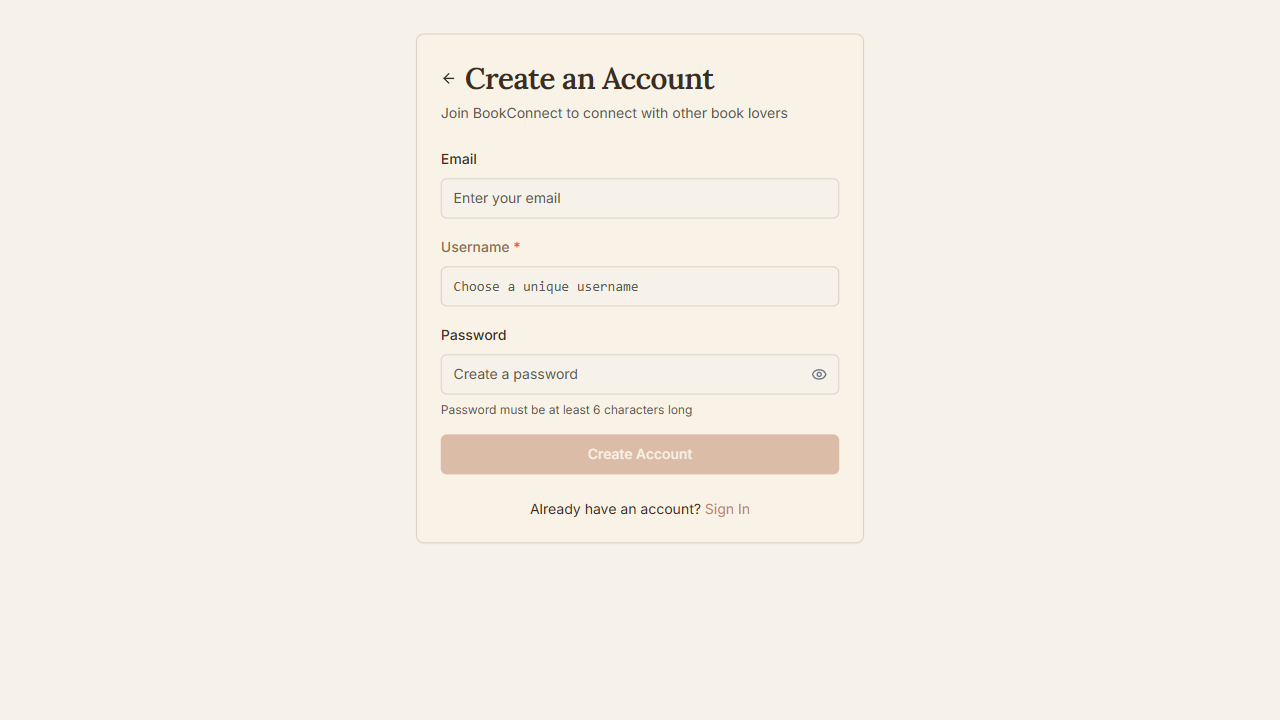 Create an Account
Join BookConnect to connect with other book lovers
Email
Enter your email
Username *
Choose a unique username
Password
Create a password
Password must be at least 6 characters long
Create Account
Already have an account? Sign In